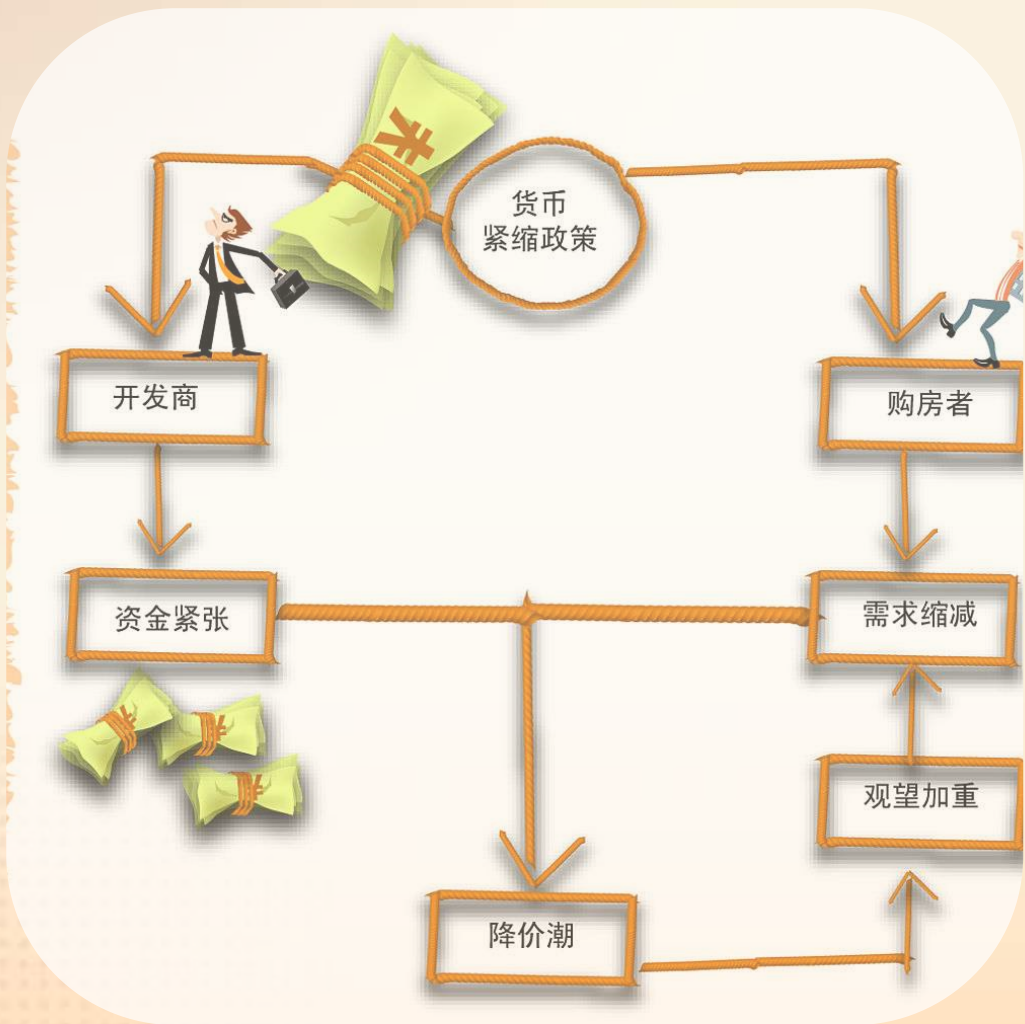 货币
紧缩政策
开发商
购房者
资金紧张
需求缩减
观望加重
降价潮